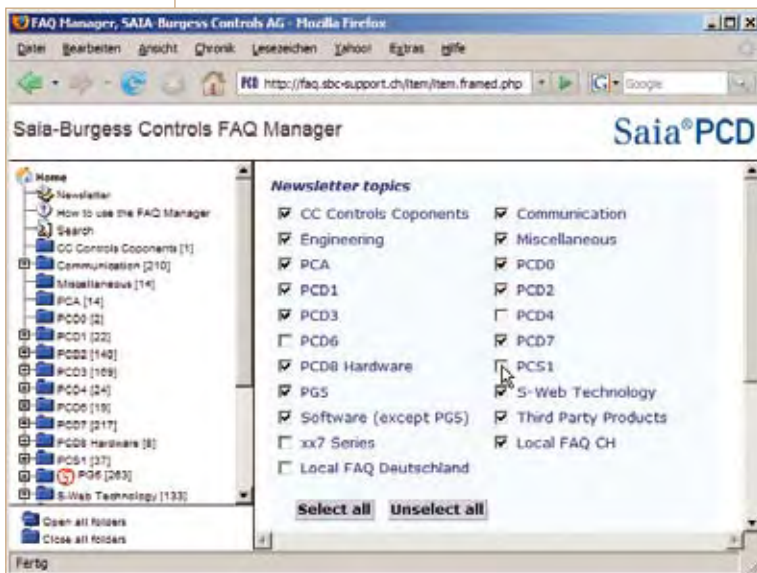 FAQ Manager, SAIA-Burgess Controls AG - Mozilla Firefox
Datei Bearbeiten Ansicht Chronik Lesezeichen Yahoo! Extras Hilfe
PCD http://faq.sbc-support.ch/item/item.framed.php G Google
Saia-Burgess Controls FAQ Manager
Saia®PCD
Home
Newsletter
How to use the FAQ Manager
Search
CC Controls Coponents [1]
Communication [210]
Miscellaneous [14]
PCA [14]
PCD0 [2]
PCD1 [22]
PCD2 [140]
PCD3 [169]
PCD4 [24]
PCD6 [19]
PCD7 [217]
PCD8 Hardware [8]
PCS1 [37]
PG5 [263]
S-Web Technology [133]
Open all folders
Close all folders
Newsletter topics
CC Controls Coponents Communication
Engineering Miscellaneous
PCA PCD0
PCD1 PCD2
PCD3 PCD4
PCD6 PCD7
PCD8 Hardware PCS1
PG5 S-Web Technology
Software (except PG5) Third Party Products
xx7 Series Local FAQ CH
Local FAQ Deutschland
Select all Unselect all
Fertig